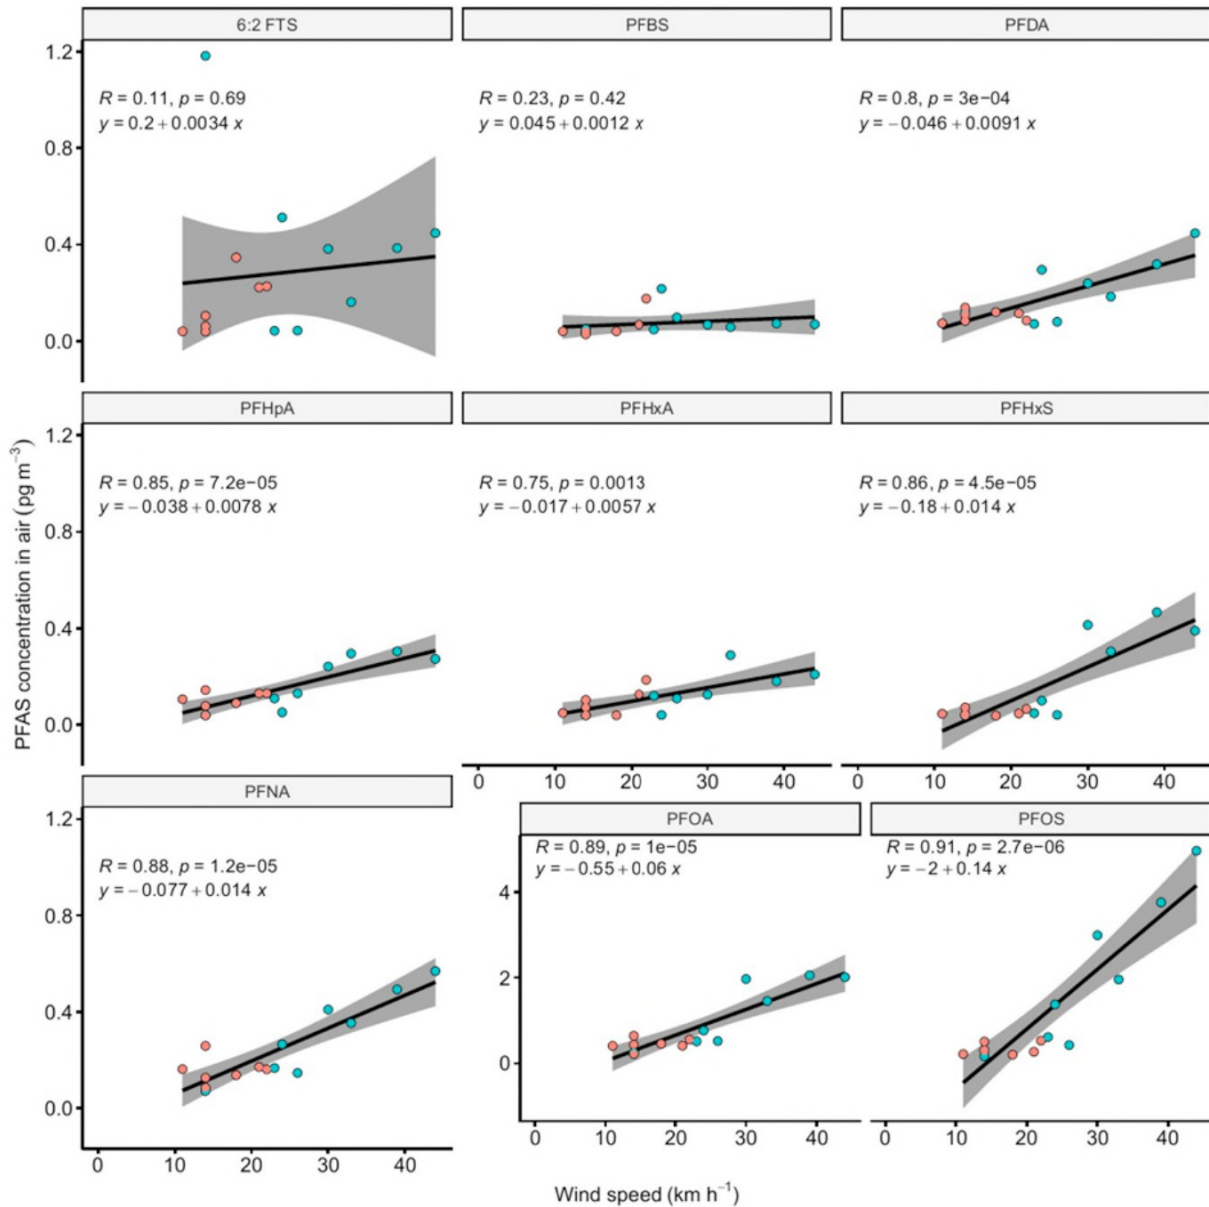 6:2 FTS
PFBS
PFDA
1.2
0.8
0.4
0.0
R = 0.11, p = 0.69
y = 0.2 + 0.0034 x
R = 0.23, p = 0.42
y = 0.045 + 0.0012 x
R = 0.8, p = 3e−04
y = −0.046 + 0.0091 x
PFHpA
PFHxA
PFHxS
1.2
0.8
0.4
0.0
R = 0.85, p = 7.2e−05
y = −0.038 + 0.0078 x
R = 0.75, p = 0.0013
y = −0.017 + 0.0057 x
R = 0.86, p = 4.5e−05
y = −0.18 + 0.014 x
0 10 20 30 40
0 10 20 30 40
PFAS concentration in air (pg m⁻³)
PFNA
1.2
0.8
0.4
0.0
R = 0.88, p = 1.2e−05
y = −0.077 + 0.014 x
0 10 20 30 40
PFOA
PFOS
4
2
0
R = 0.89, p = 1e−05
y = −0.55 + 0.06 x
R = 0.91, p = 2.7e−06
y = −2 + 0.14 x
0 10 20 30 40
0 10 20 30 40
Wind speed (km h⁻¹)